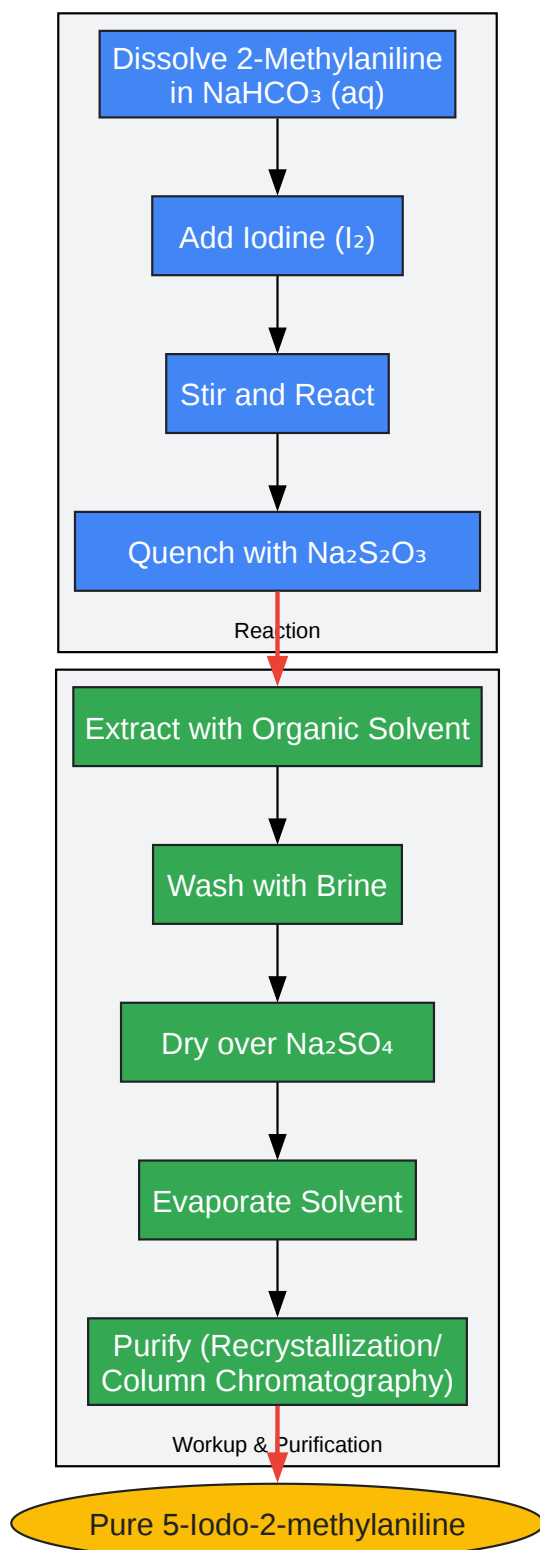 Dissolve 2-Methylaniline
in NaHCO₃ (aq)
Add Iodine (I₂)
Stir and React
Quench with Na₂S₂O₃
Reaction
Extract with Organic Solvent
Wash with Brine
Dry over Na₂SO₄
Evaporate Solvent
Purify (Recrystallization/
Column Chromatography)
Workup & Purification
Pure 5-Iodo-2-methylaniline